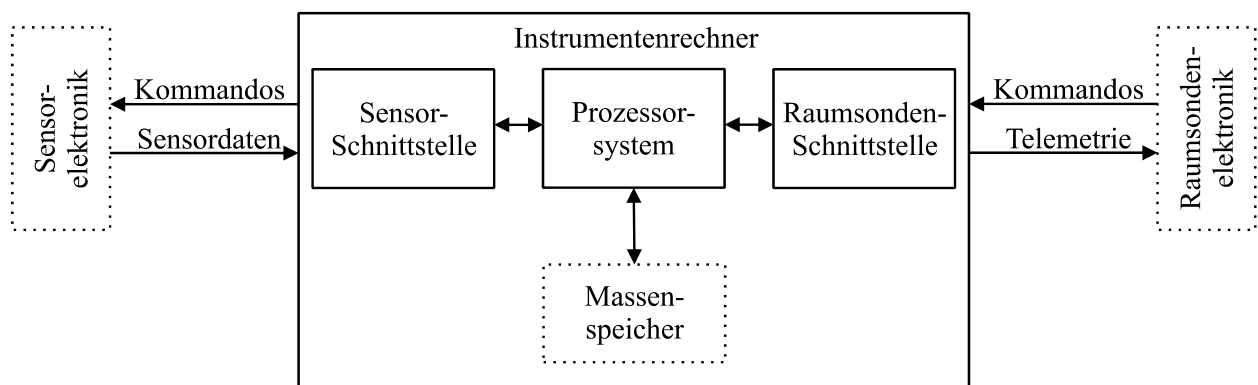 Instrumentenrechner
Sensor-
elektronik
Kommandos
Sensordaten
Sensor-
Schnittstelle
Prozessor-
system
Raumsonden-
Schnittstelle
Kommandos
Telemetrie
Raumsonden-
elektronik
Massen-
speicher